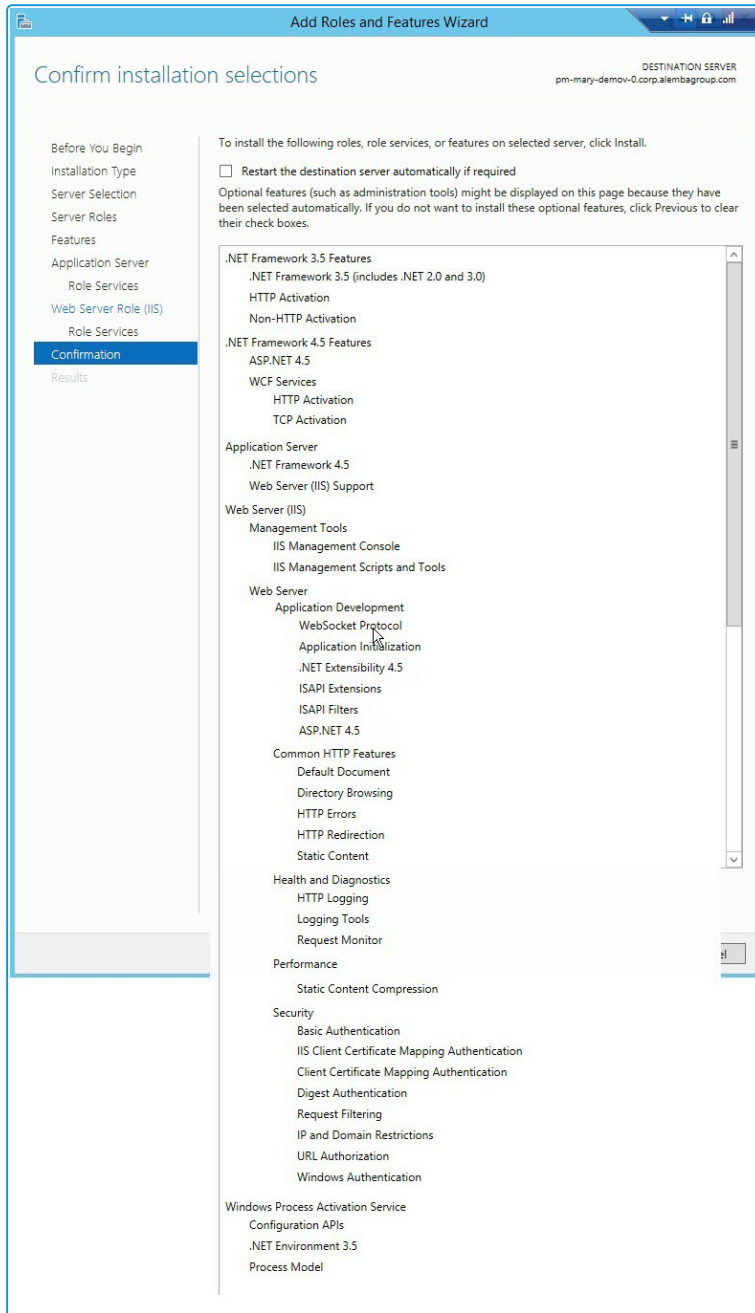 Add Roles and Features Wizard
Confirm installation selections
DESTINATION SERVER
pm-mary-demov-0.corp.alembagroup.com
Before You Begin
Installation Type
Server Selection
Server Roles
Features
Application Server
Role Services
Web Server Role (IIS)
Role Services
Confirmation
Results
To install the following roles, role services, or features on selected server, click Install.
Restart the destination server automatically if required
Optional features (such as administration tools) might be displayed on this page because they have
been selected automatically. If you do not want to install these optional features, click Previous to clear
their check boxes.
.NET Framework 3.5 Features
.NET Framework 3.5 (includes .NET 2.0 and 3.0)
HTTP Activation
Non-HTTP Activation
.NET Framework 4.5 Features
ASP.NET 4.5
WCF Services
HTTP Activation
TCP Activation
Application Server
.NET Framework 4.5
Web Server (IIS) Support
Web Server (IIS)
Management Tools
IIS Management Console
IIS Management Scripts and Tools
Web Server
Application Development
WebSocket Protocol
Application Initialization
.NET Extensibility 4.5
ISAPI Extensions
ISAPI Filters
ASP.NET 4.5
Common HTTP Features
Default Document
Directory Browsing
HTTP Errors
HTTP Redirection
Static Content
Health and Diagnostics
HTTP Logging
Logging Tools
Request Monitor
Performance
Static Content Compression
Security
Basic Authentication
IIS Client Certificate Mapping Authentication
Client Certificate Mapping Authentication
Digest Authentication
Request Filtering
IP and Domain Restrictions
URL Authorization
Windows Authentication
Windows Process Activation Service
Configuration APIs
.NET Environment 3.5
Process Model